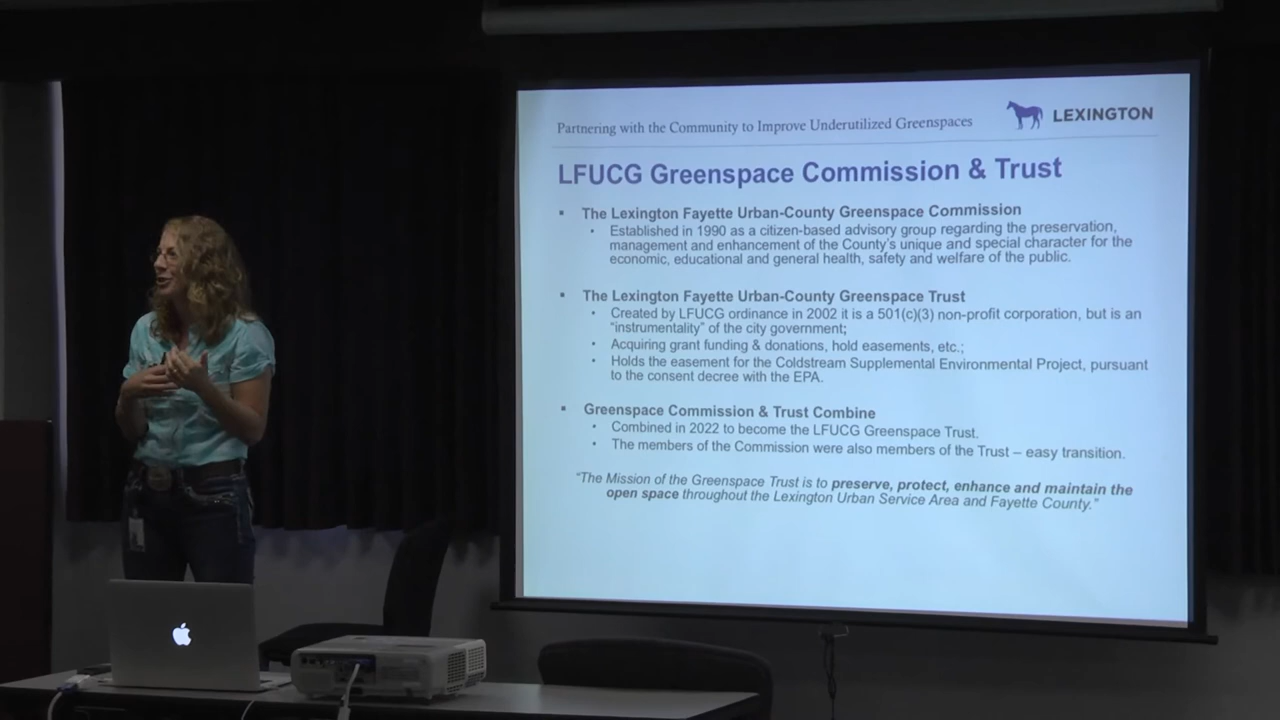 Partnering with the Community to Improve Underutilized Greenspaces
LEXINGTON
LFUCG Greenspace Commission & Trust
▪ The Lexington Fayette Urban-County Greenspace Commission
• Established in 1990 as a citizen-based advisory group regarding the preservation,
management and enhancement of the County's unique and special character for the
economic, educational and general health, safety and welfare of the public.
▪ The Lexington Fayette Urban-County Greenspace Trust
• Created by LFUCG ordinance in 2002 it is a 501(c)(3) non-profit corporation, but is an
"instrumentality" of the city government;
• Acquiring grant funding & donations, hold easements, etc.;
• Holds the easement for the Coldstream Supplemental Environmental Project, pursuant
to the consent decree with the EPA.
▪ Greenspace Commission & Trust Combine
• Combined in 2022 to become the LFUCG Greenspace Trust.
• The members of the Commission were also members of the Trust – easy transition.
"The Mission of the Greenspace Trust is to preserve, protect, enhance and maintain the
open space throughout the Lexington Urban Service Area and Fayette County."